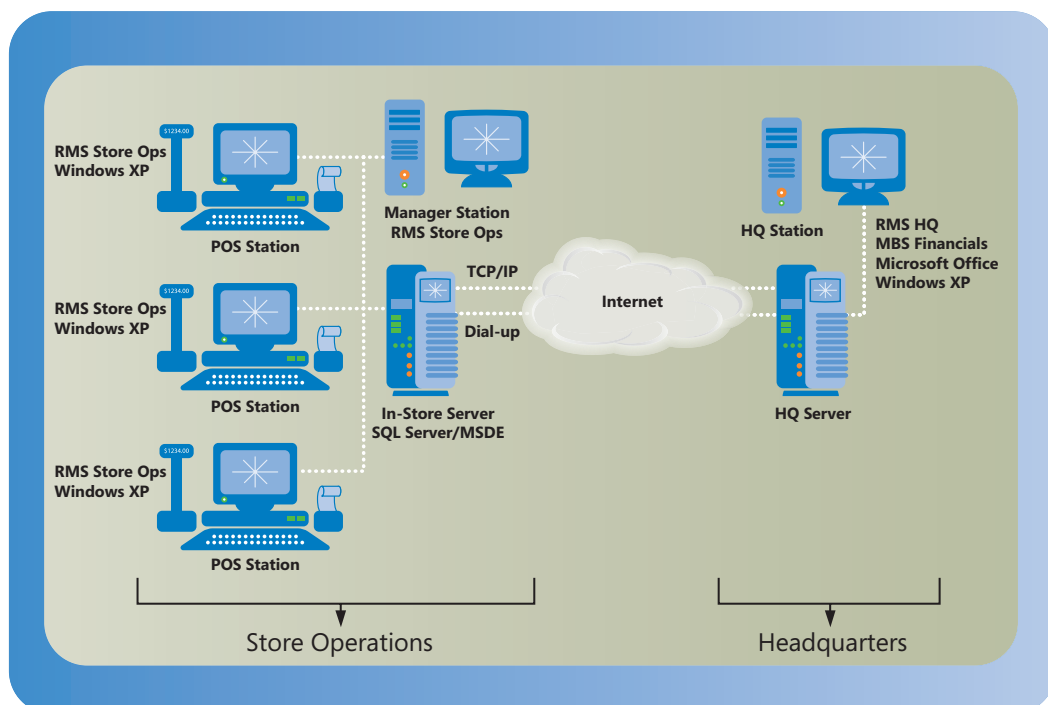 $1234.00
RMS Store Ops
Windows XP
POS Station
Manager Station
RMS Store Ops
HQ Station
RMS HQ
MBS Financials
Microsoft Office
Windows XP
$1234.00
RMS Store Ops
Windows XP
POS Station
TCP/IP
Dial-up
Internet
In-Store Server
SQL Server/MSDE
HQ Server
$1234.00
RMS Store Ops
Windows XP
POS Station
Store Operations
Headquarters